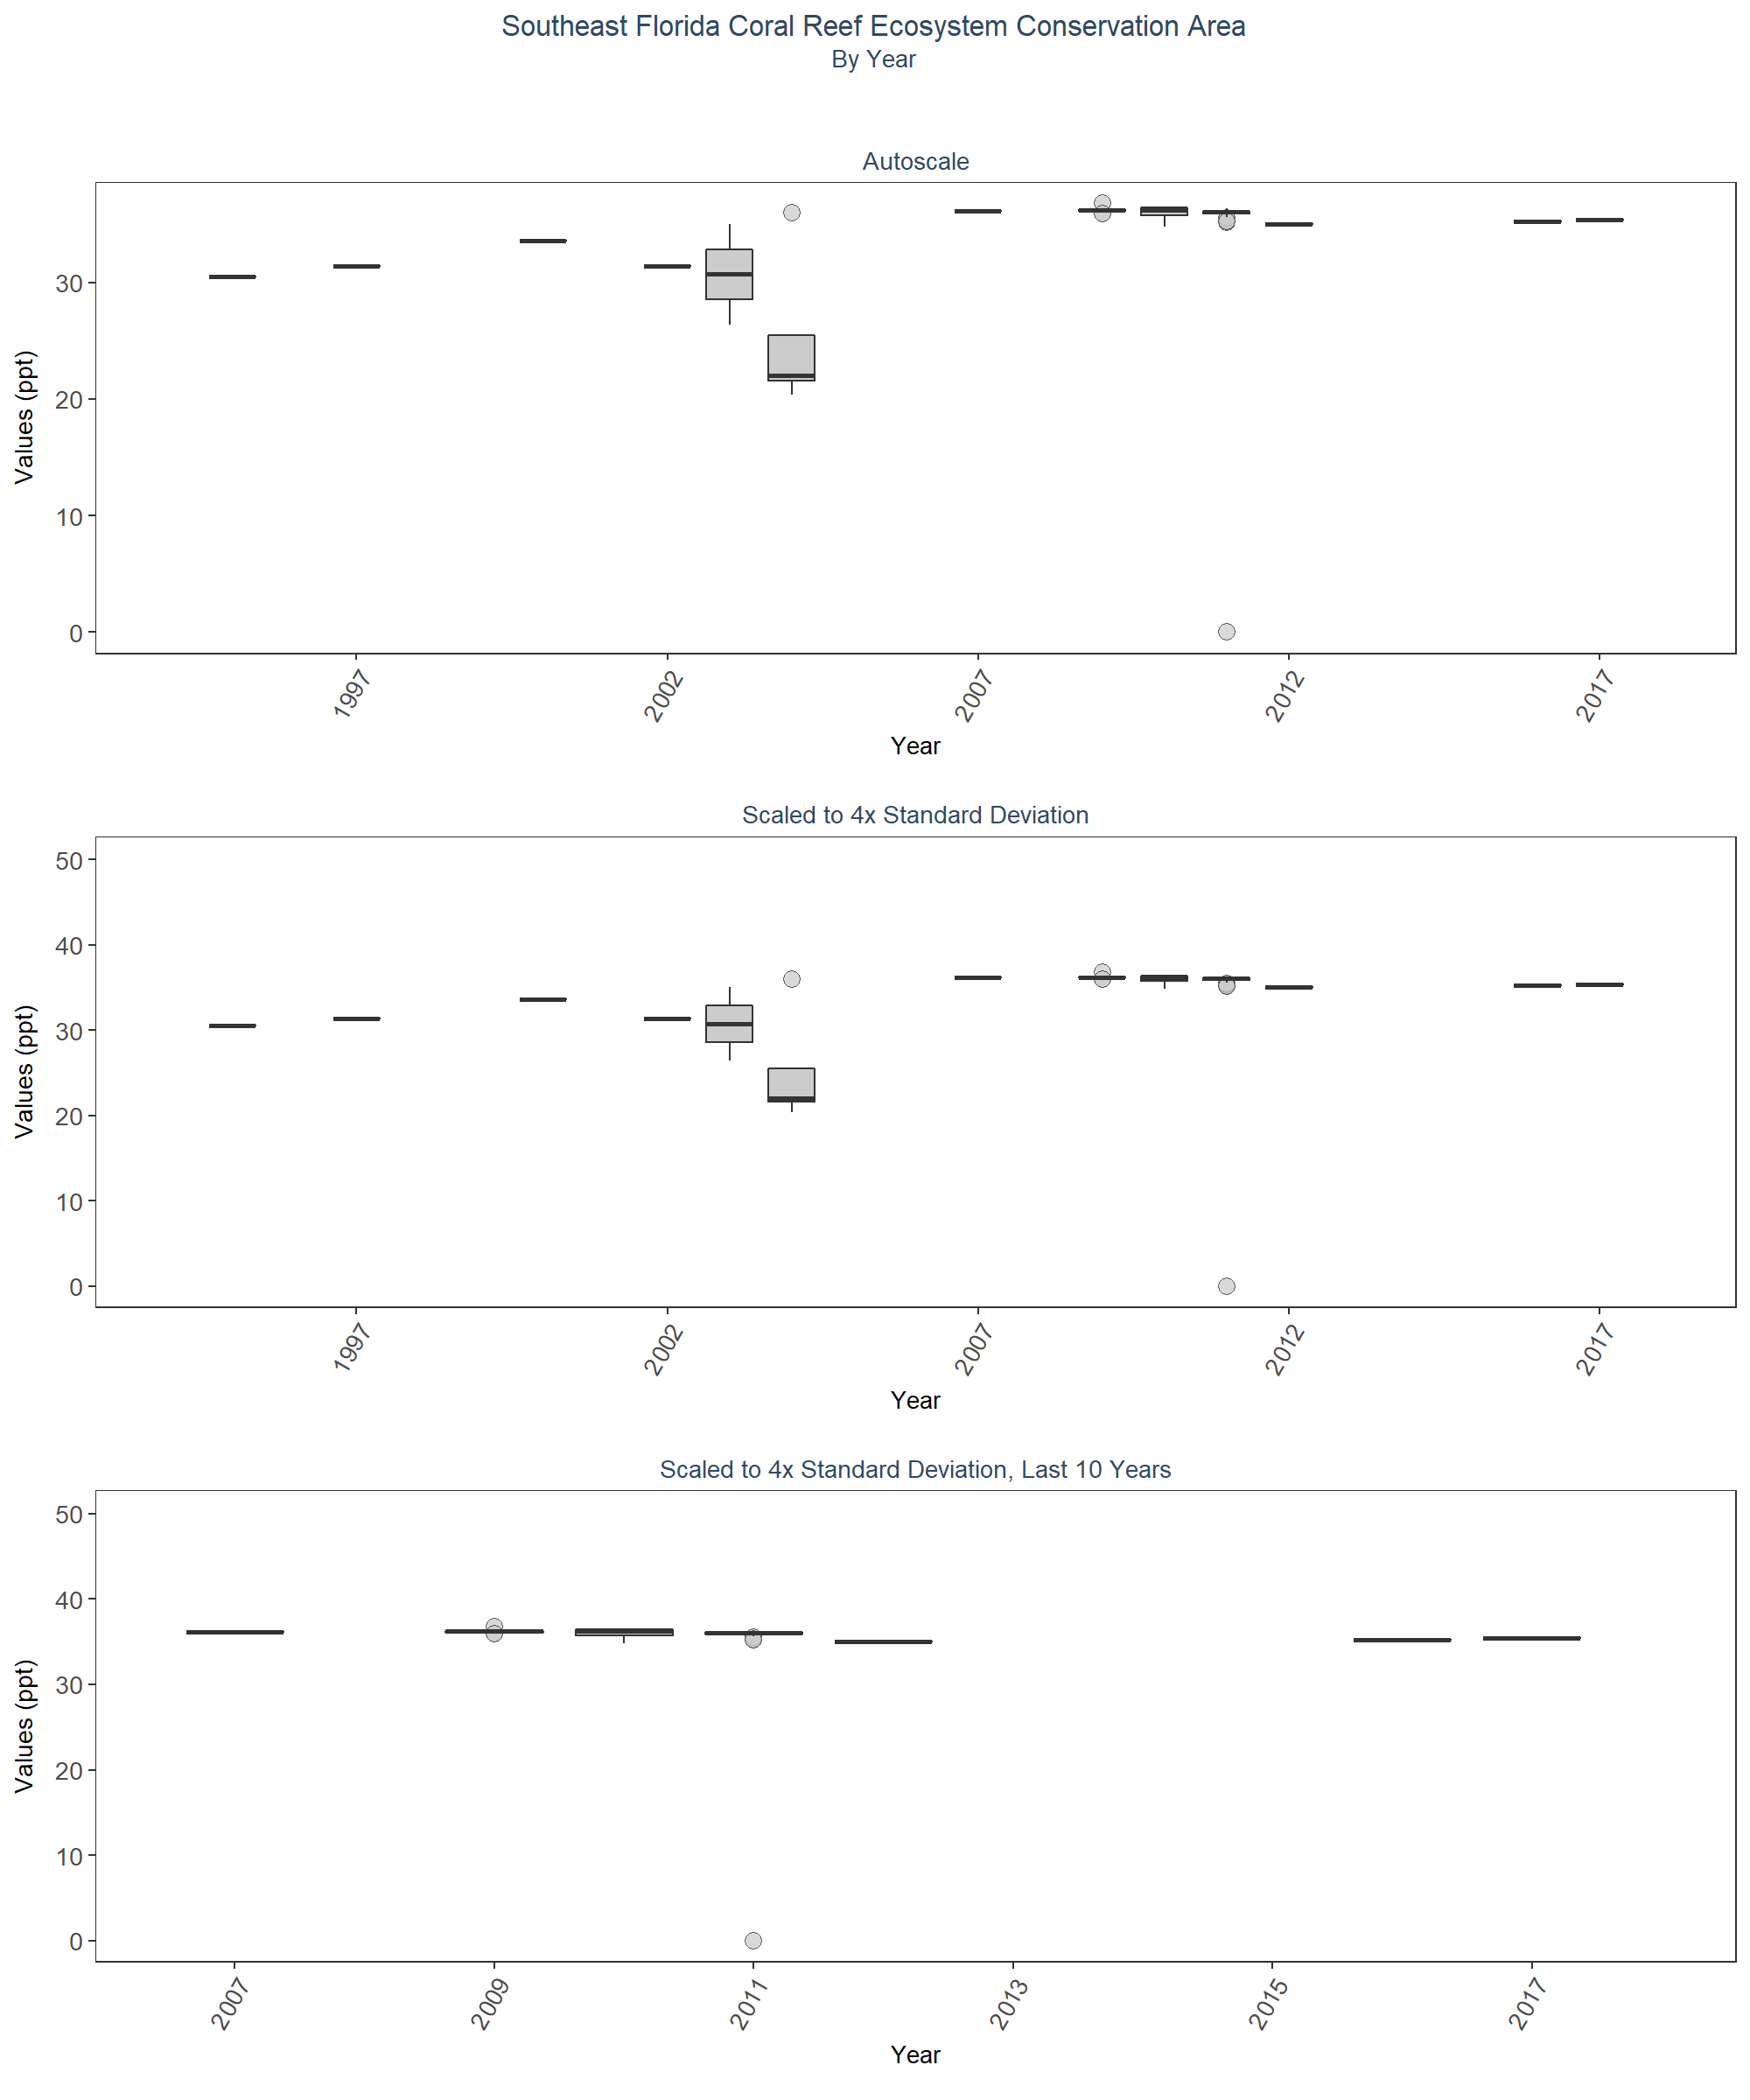 Southeast Florida Coral Reef Ecosystem Conservation Area
By Year
Autoscale
Values (ppt)
30
20
10
0
1997 2002 2007 2012 2017
Year
Scaled to 4x Standard Deviation
Values (ppt)
50
40
30
20
10
0
1997 2002 2007 2012 2017
Year
Scaled to 4x Standard Deviation, Last 10 Years
Values (ppt)
50
40
30
20
10
0
2007 2009 2011 2013 2015 2017
Year